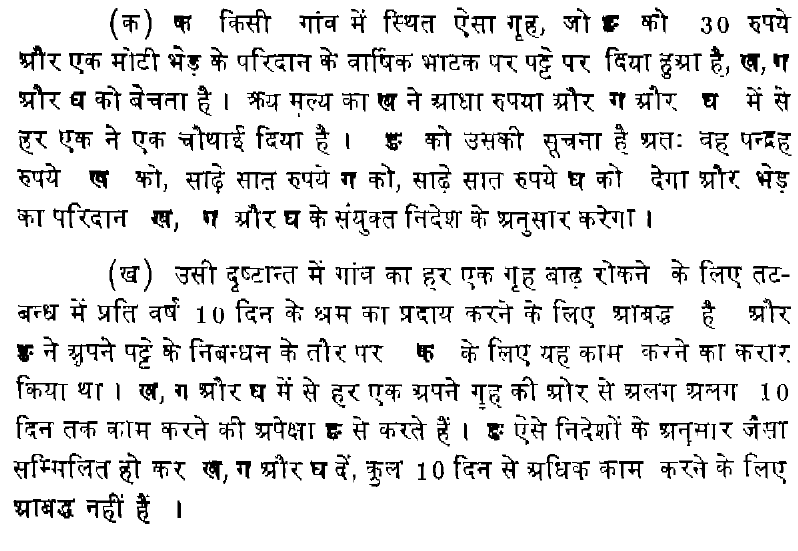 (क) क किसी गांव में स्थित ऐसा गृह, जो ङ को 30 रुपये
और एक मोटी भेड़ के परिदान के वार्षिक भाटक पर पट्टे पर दिया हुआ है, ख, ग
और घ को बेचता है । क्रय मूल्य का ख ने आधा रुपया और ग और घ में से
हर एक ने एक चौथाई दिया है । ङ को उसकी सूचना है अतः वह पन्द्रह
रुपये ख को, साढ़े सात रुपये ग को, साढ़े सात रुपये घ को देगा और भेड़
का परिदान ख, ग और घ के संयुक्त निदेश के अनुसार करेगा ।
(ख) उसी दृष्टान्त में गांव का हर एक गृह बाढ़ रोकने के लिए तट-
बन्ध में प्रति वर्ष 10 दिन के श्रम का प्रदाय करने के लिए आबद्ध है और
ङ ने अपने पट्टे के निबन्धन के तौर पर क के लिए यह काम करने का करार
किया था । ख, ग और घ में से हर एक अपने गृह की ओर से अलग अलग 10
दिन तक काम करने की अपेक्षा ङ से करते हैं । ङ ऐसे निदेशों के अनुसार जैसा
सम्मिलित हो कर ख, ग और घ दें, कुल 10 दिन से अधिक काम करने के लिए
आबद्ध नहीं है ।